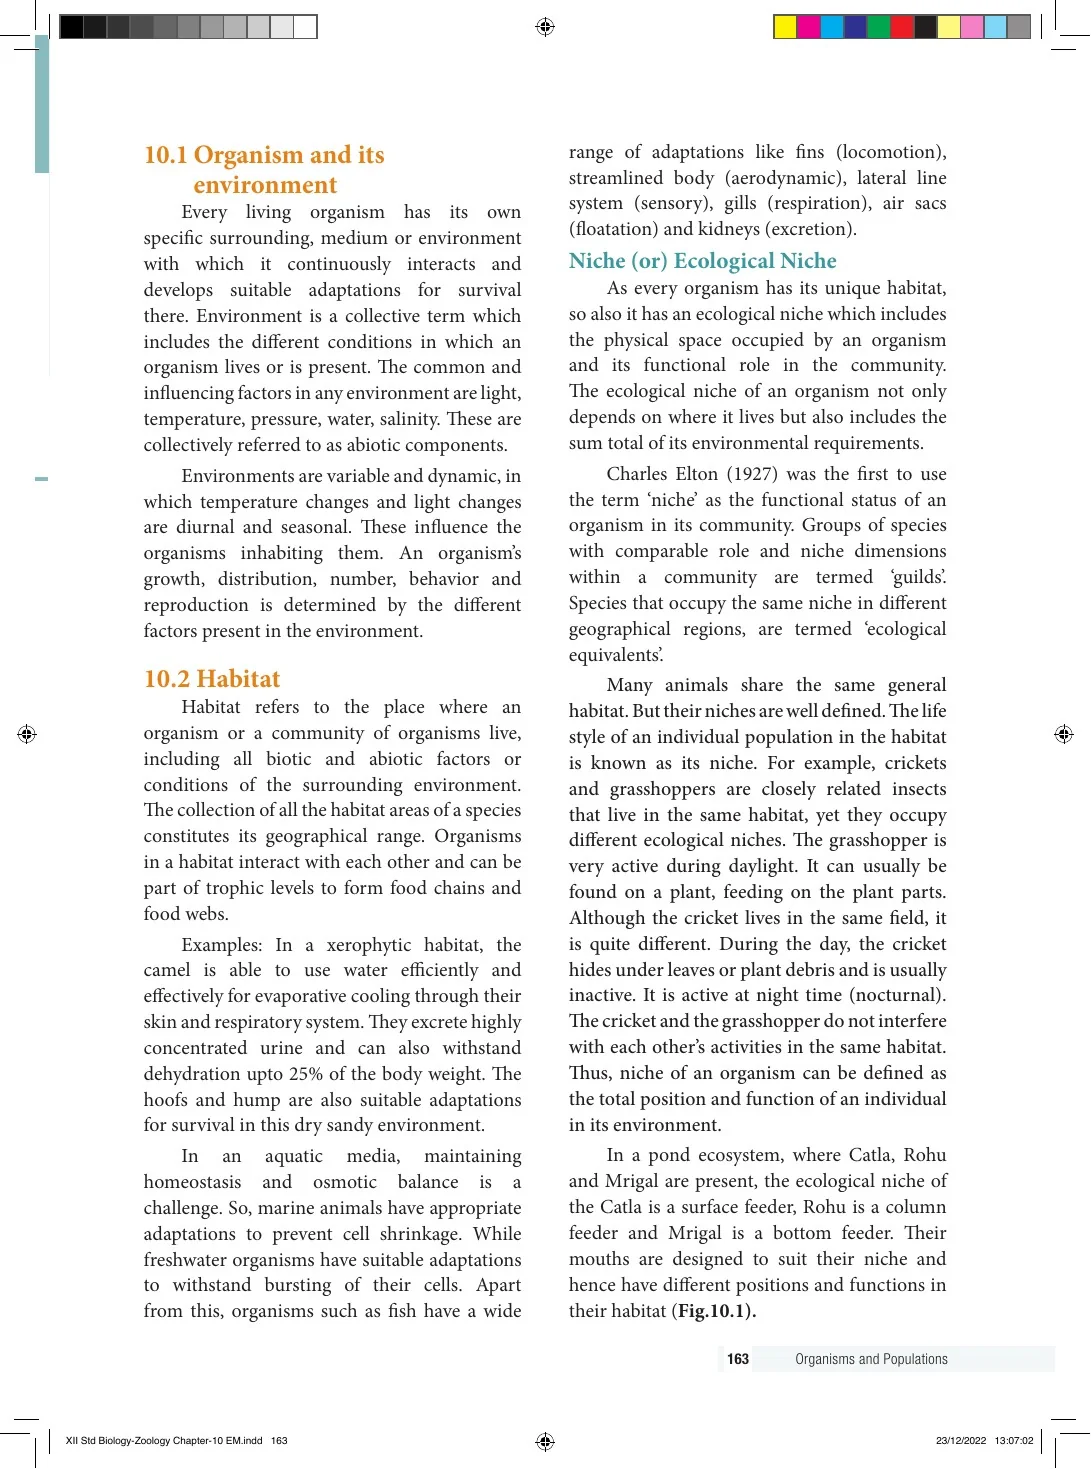 10.1 Organism and its
environment
Every living organism has its own
specific surrounding, medium or environment
with which it continuously interacts and
develops suitable adaptations for survival
there. Environment is a collective term which
includes the different conditions in which an
organism lives or is present. The common and
influencing factors in any environment are light,
temperature, pressure, water, salinity. These are
collectively referred to as abiotic components.
Environments are variable and dynamic, in
which temperature changes and light changes
are diurnal and seasonal. These influence the
organisms inhabiting them. An organism’s
growth, distribution, number, behavior and
reproduction is determined by the different
factors present in the environment.
10.2 Habitat
Habitat refers to the place where an
organism or a community of organisms live,
including all biotic and abiotic factors or
conditions of the surrounding environment.
The collection of all the habitat areas of a species
constitutes its geographical range. Organisms
in a habitat interact with each other and can be
part of trophic levels to form food chains and
food webs.
Examples: In a xerophytic habitat, the
camel is able to use water efficiently and
effectively for evaporative cooling through their
skin and respiratory system. They excrete highly
concentrated urine and can also withstand
dehydration upto 25% of the body weight. The
hoofs and hump are also suitable adaptations
for survival in this dry sandy environment.
In an aquatic media, maintaining
homeostasis and osmotic balance is a
challenge. So, marine animals have appropriate
adaptations to prevent cell shrinkage. While
freshwater organisms have suitable adaptations
to withstand bursting of their cells. Apart
from this, organisms such as fish have a wide
range of adaptations like fins (locomotion),
streamlined body (aerodynamic), lateral line
system (sensory), gills (respiration), air sacs
(floatation) and kidneys (excretion).
Niche (or) Ecological Niche
As every organism has its unique habitat,
so also it has an ecological niche which includes
the physical space occupied by an organism
and its functional role in the community.
The ecological niche of an organism not only
depends on where it lives but also includes the
sum total of its environmental requirements.
Charles Elton (1927) was the first to use
the term ‘niche’ as the functional status of an
organism in its community. Groups of species
with comparable role and niche dimensions
within a community are termed ‘guilds’.
Species that occupy the same niche in different
geographical regions, are termed ‘ecological
equivalents’.
Many animals share the same general
habitat. But their niches are well defined. The life
style of an individual population in the habitat
is known as its niche. For example, crickets
and grasshoppers are closely related insects
that live in the same habitat, yet they occupy
different ecological niches. The grasshopper is
very active during daylight. It can usually be
found on a plant, feeding on the plant parts.
Although the cricket lives in the same field, it
is quite different. During the day, the cricket
hides under leaves or plant debris and is usually
inactive. It is active at night time (nocturnal).
The cricket and the grasshopper do not interfere
with each other’s activities in the same habitat.
Thus, niche of an organism can be defined as
the total position and function of an individual
in its environment.
In a pond ecosystem, where Catla, Rohu
and Mrigal are present, the ecological niche of
the Catla is a surface feeder, Rohu is a column
feeder and Mrigal is a bottom feeder. Their
mouths are designed to suit their niche and
hence have different positions and functions in
their habitat (Fig.10.1).
163 Organisms and Populations
XII Std Biology-Zoology Chapter-10 EM.indd 163 23/12/2022 13:07:02